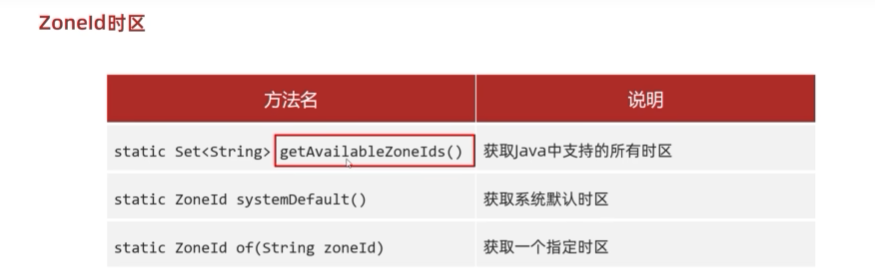 ZoneId时区
方法名 说明
static Set<String> getAvailableZoneIds() 获取Java中支持的所有时区
static ZoneId systemDefault() 获取系统默认时区
static ZoneId of(String zoneId) 获取一个指定时区